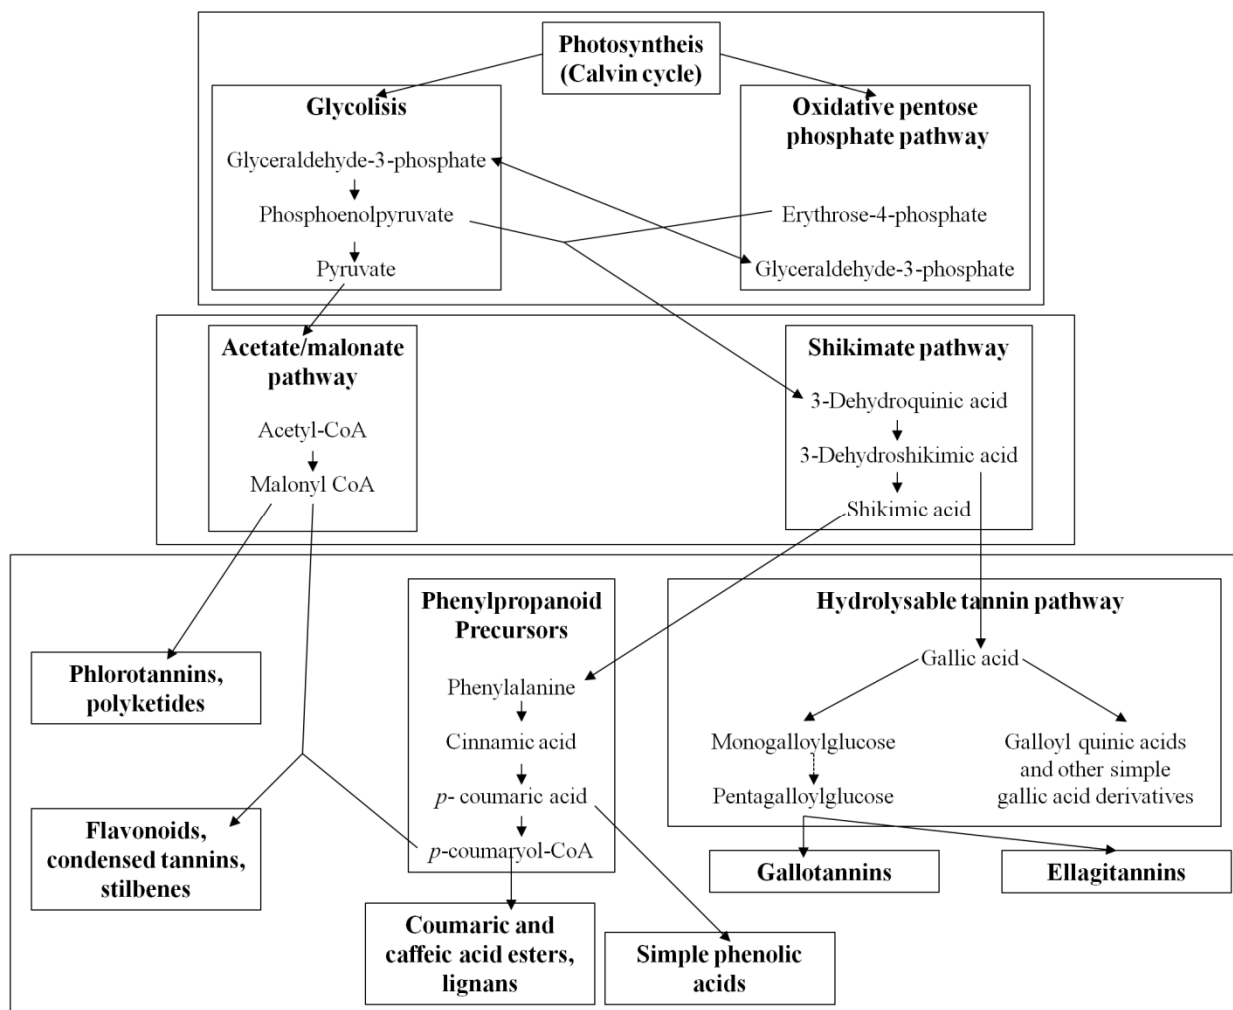 Photosyntheis
(Calvin cycle)
Glycolisis
Glyceraldehyde-3-phosphate
Phosphoenolpyruvate
Pyruvate
Oxidative pentose
phosphate pathway
Erythrose-4-phosphate
Glyceraldehyde-3-phosphate
Acetate/malonate
pathway
Acetyl-CoA
Malonyl CoA
Shikimate pathway
3-Dehydroquinic acid
3-Dehydroshikimic acid
Shikimic acid
Phlorotannins,
polyketides
Flavonoids,
condensed tannins,
stilbenes
Phenylpropanoid
Precursors
Phenylalanine
Cinnamic acid
p- coumaric acid
p-coumaryol-CoA
Coumaric and
caffeic acid esters,
lignans
Simple phenolic
acids
Hydrolysable tannin pathway
Gallic acid
Monogalloylglucose
Pentagalloylglucose
Galloyl quinic acids
and other simple
gallic acid derivatives
Gallotannins
Ellagitannins